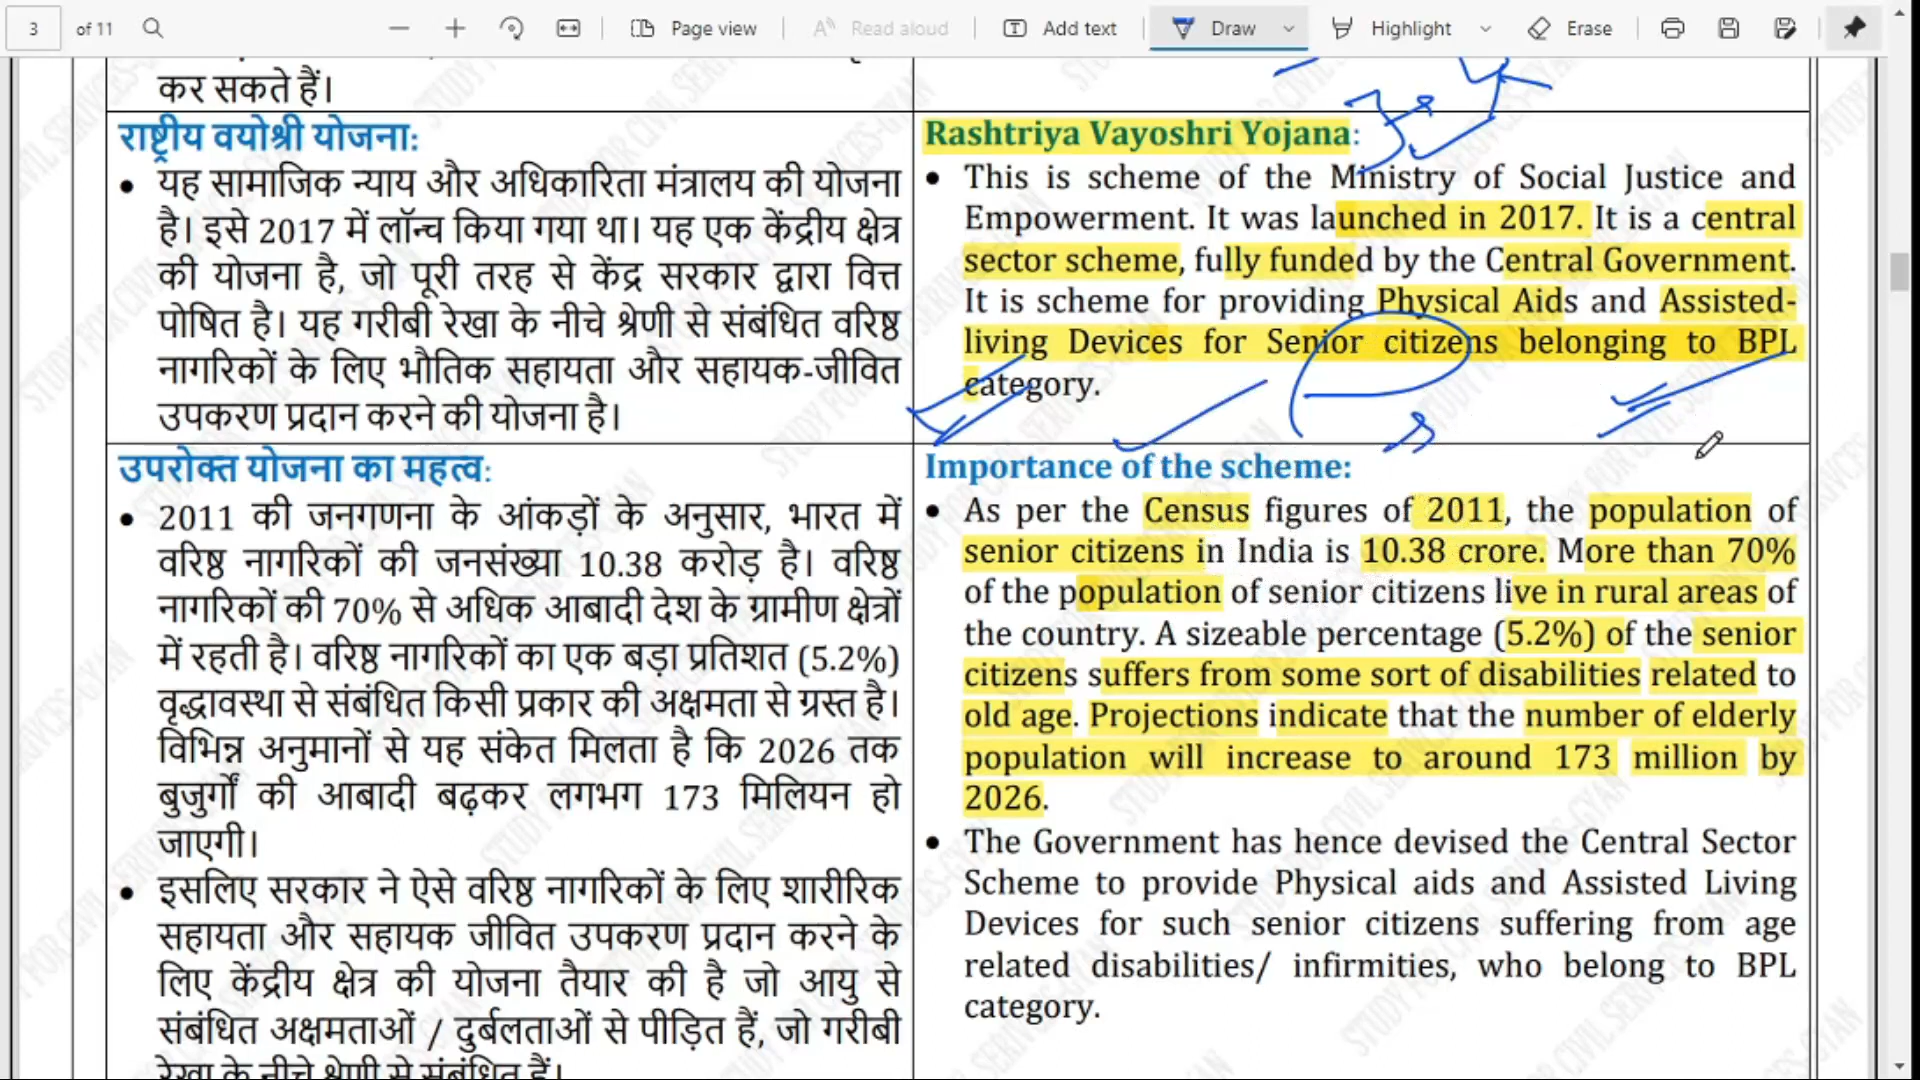 3 of 11 Page view Read aloud Add text Draw Highlight Erase
कर सकते हैं।
राष्ट्रीय वयोश्री योजना:
• यह सामाजिक न्याय और अधिकारिता मंत्रालय की योजना
है। इसे 2017 में लॉन्च किया गया था। यह एक केंद्रीय क्षेत्र
की योजना है, जो पूरी तरह से केंद्र सरकार द्वारा वित्त
पोषित है। यह गरीबी रेखा के नीचे श्रेणी से संबंधित वरिष्ठ
नागरिकों के लिए भौतिक सहायता और सहायक-जीवित
उपकरण प्रदान करने की योजना है।
Rashtriya Vayoshri Yojana:
• This is scheme of the Ministry of Social Justice and
Empowerment. It was launched in 2017. It is a central
sector scheme, fully funded by the Central Government.
It is scheme for providing Physical Aids and Assisted-
living Devices for Senior citizens belonging to BPL
category.
उपरोक्त योजना का महत्व:
• 2011 की जनगणना के आंकड़ों के अनुसार, भारत में
वरिष्ठ नागरिकों की जनसंख्या 10.38 करोड़ है। वरिष्ठ
नागरिकों की 70% से अधिक आबादी देश के ग्रामीण क्षेत्रों
में रहती है। वरिष्ठ नागरिकों का एक बड़ा प्रतिशत (5.2%)
वृद्धावस्था से संबंधित किसी प्रकार की अक्षमता से ग्रस्त है।
विभिन्न अनुमानों से यह संकेत मिलता है कि 2026 तक
बुजुर्गों की आबादी बढ़कर लगभग 173 मिलियन हो
जाएगी।
• इसलिए सरकार ने ऐसे वरिष्ठ नागरिकों के लिए शारीरिक
सहायता और सहायक जीवित उपकरण प्रदान करने के
लिए केंद्रीय क्षेत्र की योजना तैयार की है जो आयु से
संबंधित अक्षमताओं / दुर्बलताओं से पीड़ित हैं, जो गरीबी
रेखा के नीचे श्रेणी से संबंधित हैं।
Importance of the scheme:
• As per the Census figures of 2011, the population of
senior citizens in India is 10.38 crore. More than 70%
of the population of senior citizens live in rural areas of
the country. A sizeable percentage (5.2%) of the senior
citizens suffers from some sort of disabilities related to
old age. Projections indicate that the number of elderly
population will increase to around 173 million by
2026.
• The Government has hence devised the Central Sector
Scheme to provide Physical aids and Assisted Living
Devices for such senior citizens suffering from age
related disabilities/ infirmities, who belong to BPL
category.